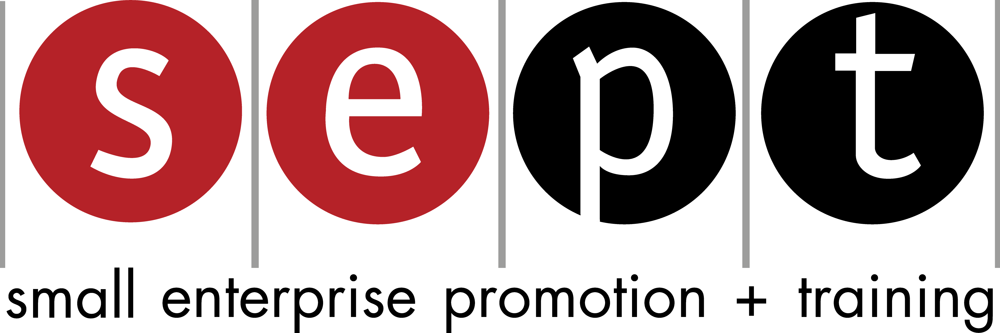 sept
small enterprise promotion + training